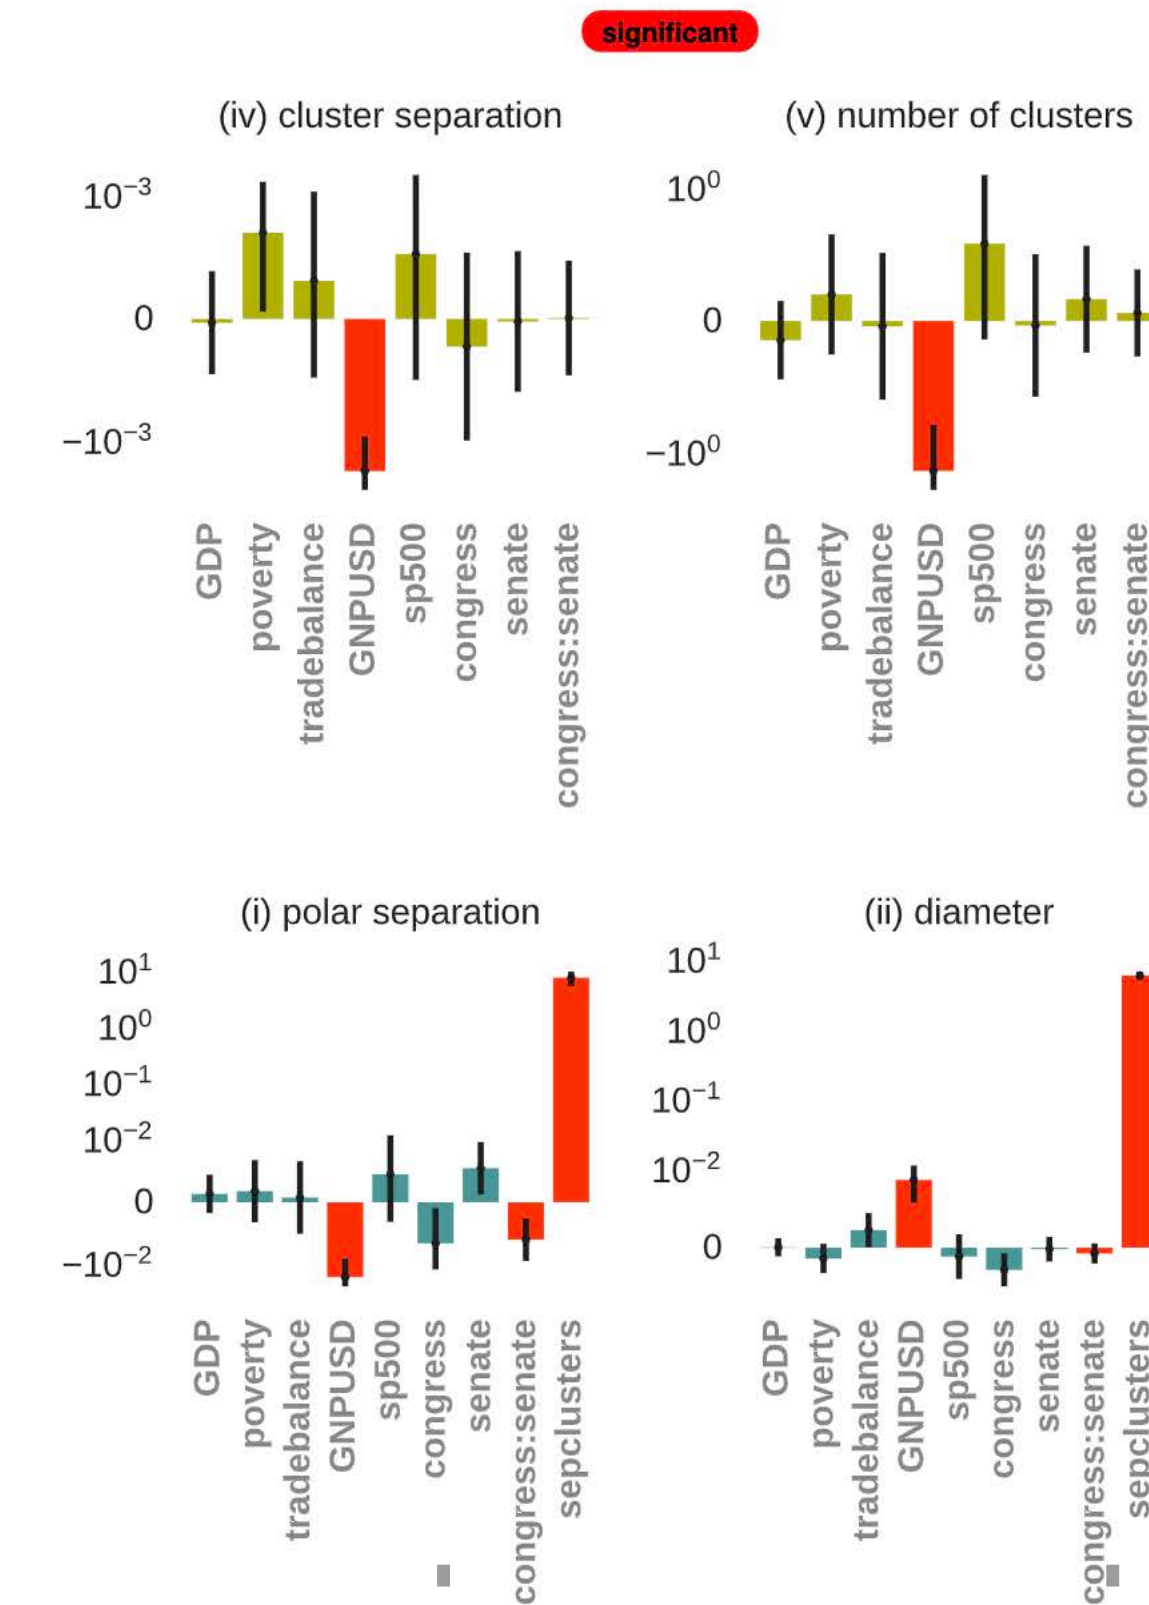 significant
(iv) cluster separation
10⁻³
0
−10⁻³
GDP
poverty
tradebalance
GNPUSD
sp500
congress
senate
congress:senate
(v) number of clusters
10⁰
0
−10⁰
GDP
poverty
tradebalance
GNPUSD
sp500
congress
senate
congress:senate
(i) polar separation
10¹
10⁰
10⁻¹
10⁻²
0
−10⁻²
GDP
poverty
tradebalance
GNPUSD
sp500
congress
senate
congress:senate
sepclusters
(ii) diameter
10¹
10⁰
10⁻¹
10⁻²
0
GDP
poverty
tradebalance
GNPUSD
sp500
congress
senate
congress:senate
sepclusters